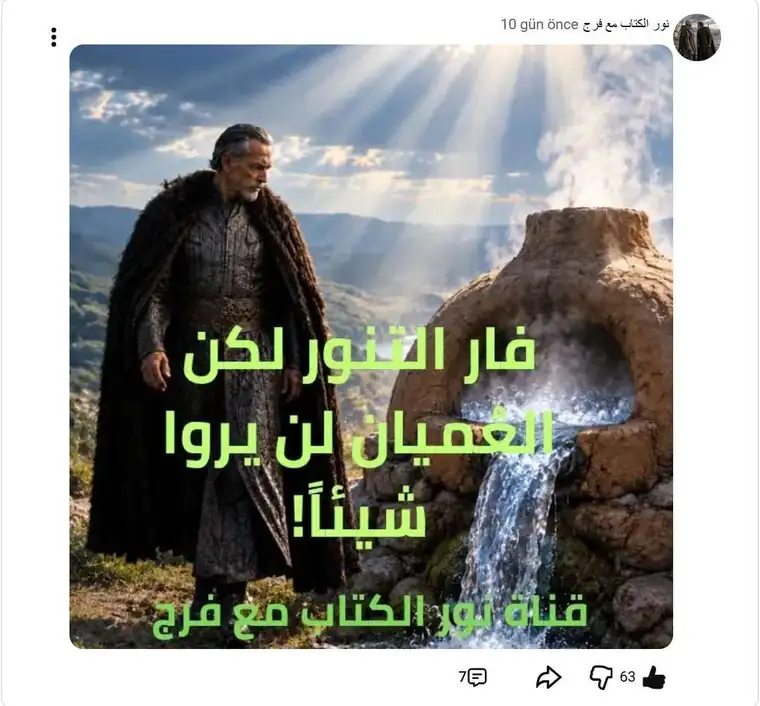 نور الكتاب مع فرج 10 gün önce
فار التنور لكن
العُميان لن يروا
شيئاً!
قناة نور الكتاب مع فرج
63
7